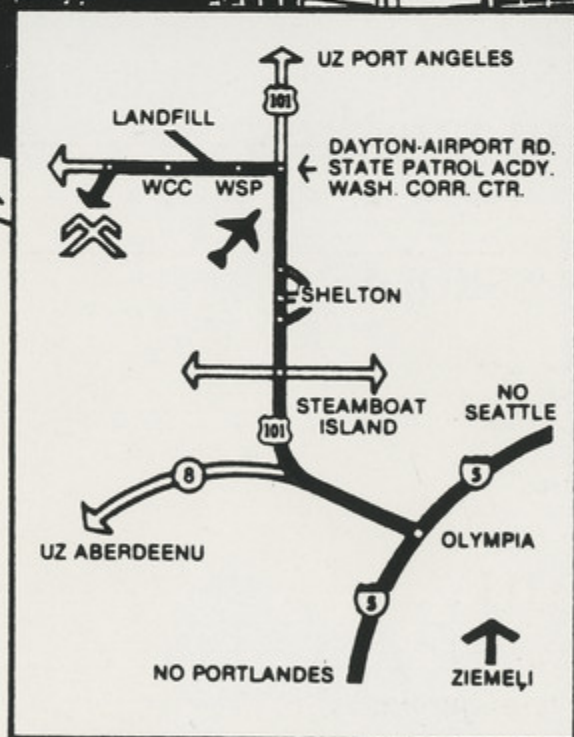 UZ PORT ANGELES
101
LANDFILL
DAYTON-AIRPORT RD.
STATE PATROL ACDY.
WASH. CORR. CTR.
WCC WSP
SHELTON
STEAMBOAT
ISLAND
NO
SEATTLE
101
8
5
UZ ABERDEENU
OLYMPIA
5
NO PORTLANDES
ZIEMEĻI